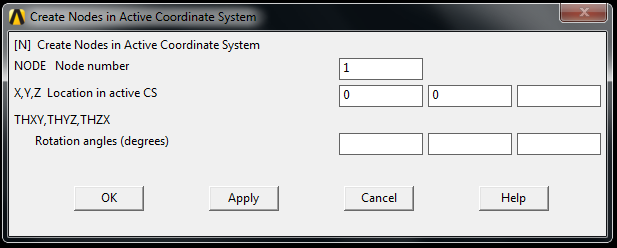 Create Nodes in Active Coordinate System
[N] Create Nodes in Active Coordinate System
NODE Node number 1
X,Y,Z Location in active CS 0 0
THXY,THYZ,THZX
Rotation angles (degrees)
OK Apply Cancel Help